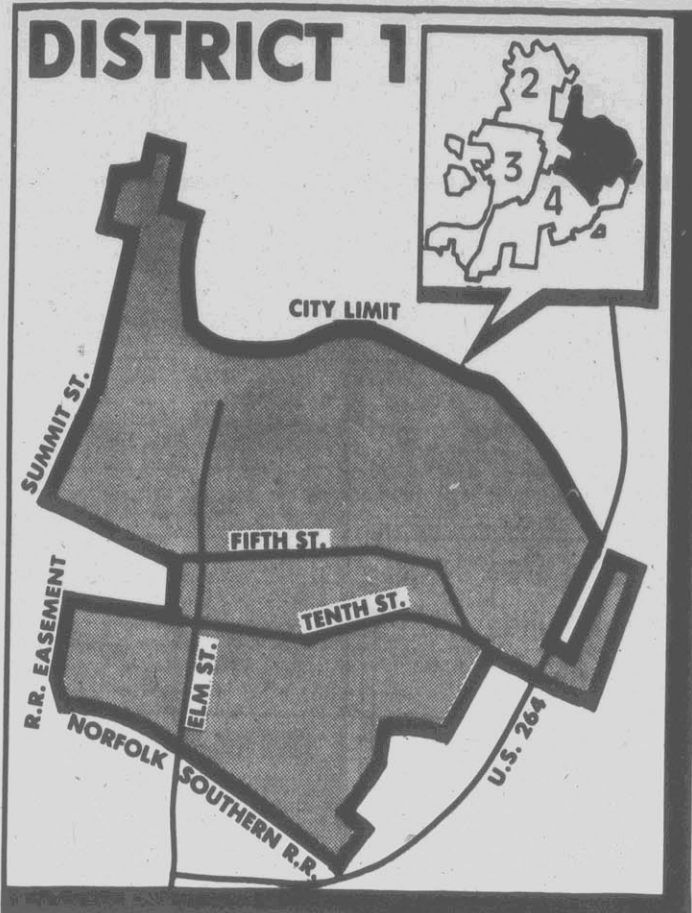 DISTRICT 1
2
3
4
CITY LIMIT
SUMMIT ST.
FIFTH ST.
TENTH ST.
R.R. EASEMENT
ELM ST.
NORFOLK SOUTHERN R.R.
U.S. 264